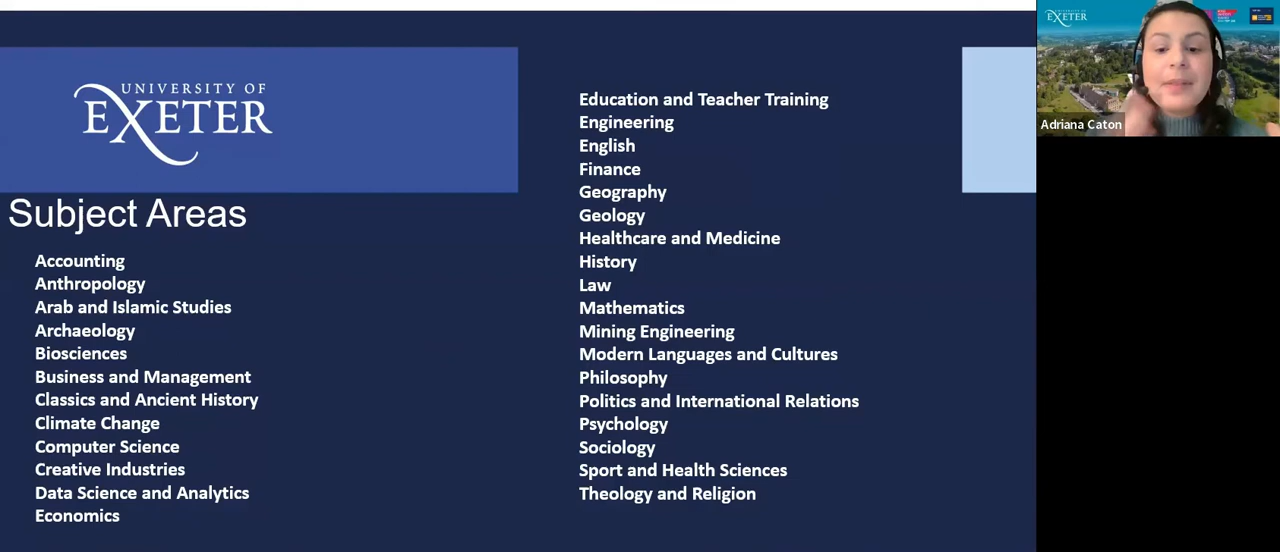 UNIVERSITY OF
EXETER
Subject Areas
Accounting
Anthropology
Arab and Islamic Studies
Archaeology
Biosciences
Business and Management
Classics and Ancient History
Climate Change
Computer Science
Creative Industries
Data Science and Analytics
Economics
Education and Teacher Training
Engineering
English
Finance
Geography
Geology
Healthcare and Medicine
History
Law
Mathematics
Mining Engineering
Modern Languages and Cultures
Philosophy
Politics and International Relations
Psychology
Sociology
Sport and Health Sciences
Theology and Religion
UNIVERSITY OF
EXETER
Adriana Caton